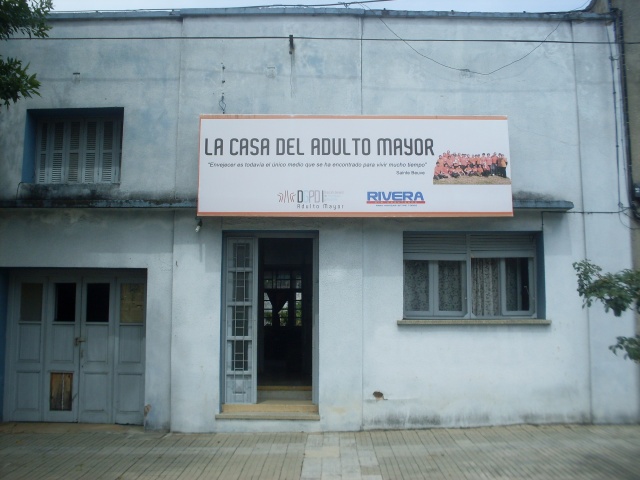 LA CASA DEL ADULTO MAYOR
"Envejecer es todavía el único medio que se ha encontrado para vivir mucho tiempo"
Sainte Beuve
Adulto Mayor
RIVERA